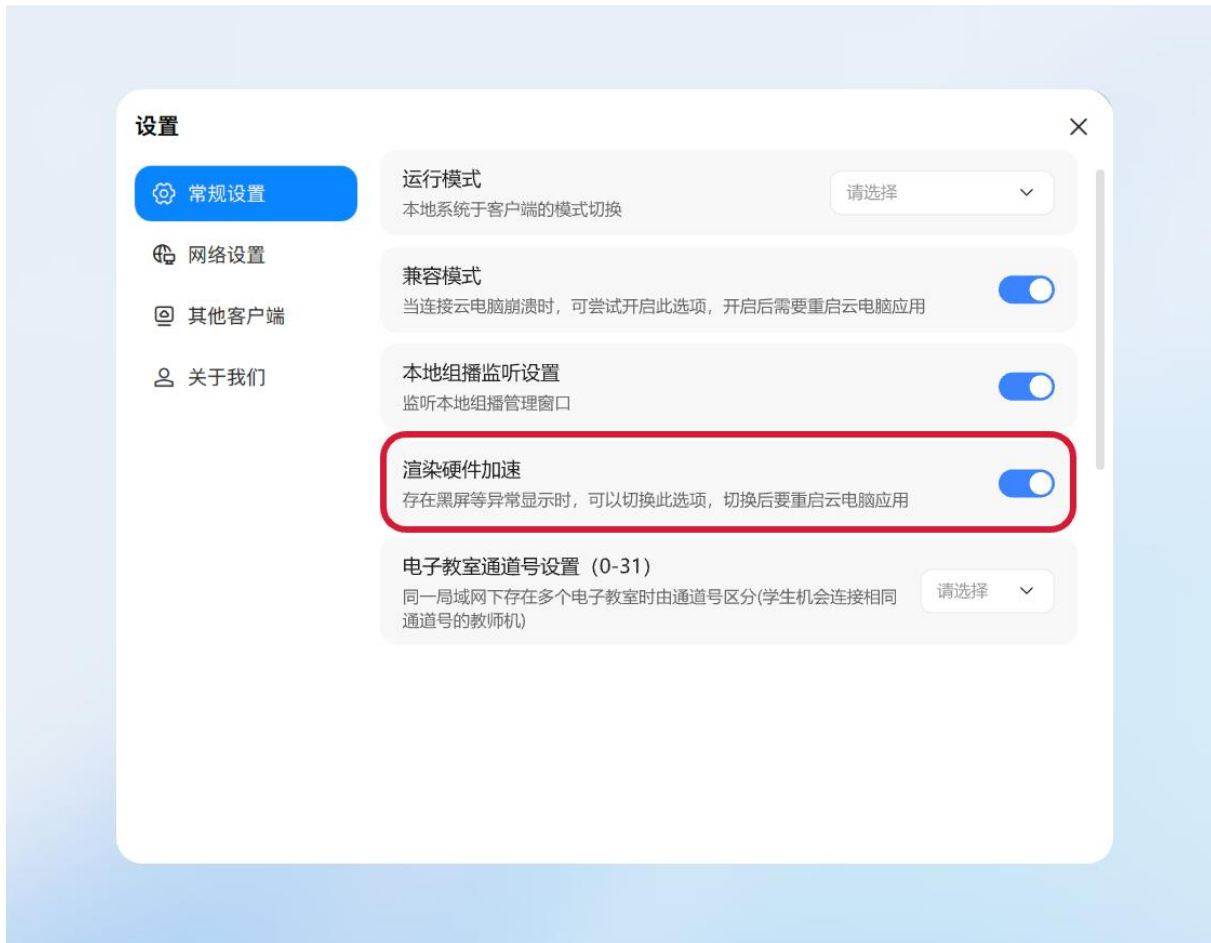 设置
常规设置
网络设置
其他客户端
关于我们
运行模式
本地系统于客户端的模式切换
请选择
兼容模式
当连接云电脑崩溃时，可尝试开启此选项，开启后需要重启云电脑应用
本地组播监听设置
监听本地组播管理窗口
渲染硬件加速
存在黑屏等异常显示时，可以切换此选项，切换后要重启云电脑应用
电子教室通道号设置（0-31）
同一局域网下存在多个电子教室时由通道号区分(学生机会连接相同
通道号的教师机)
请选择